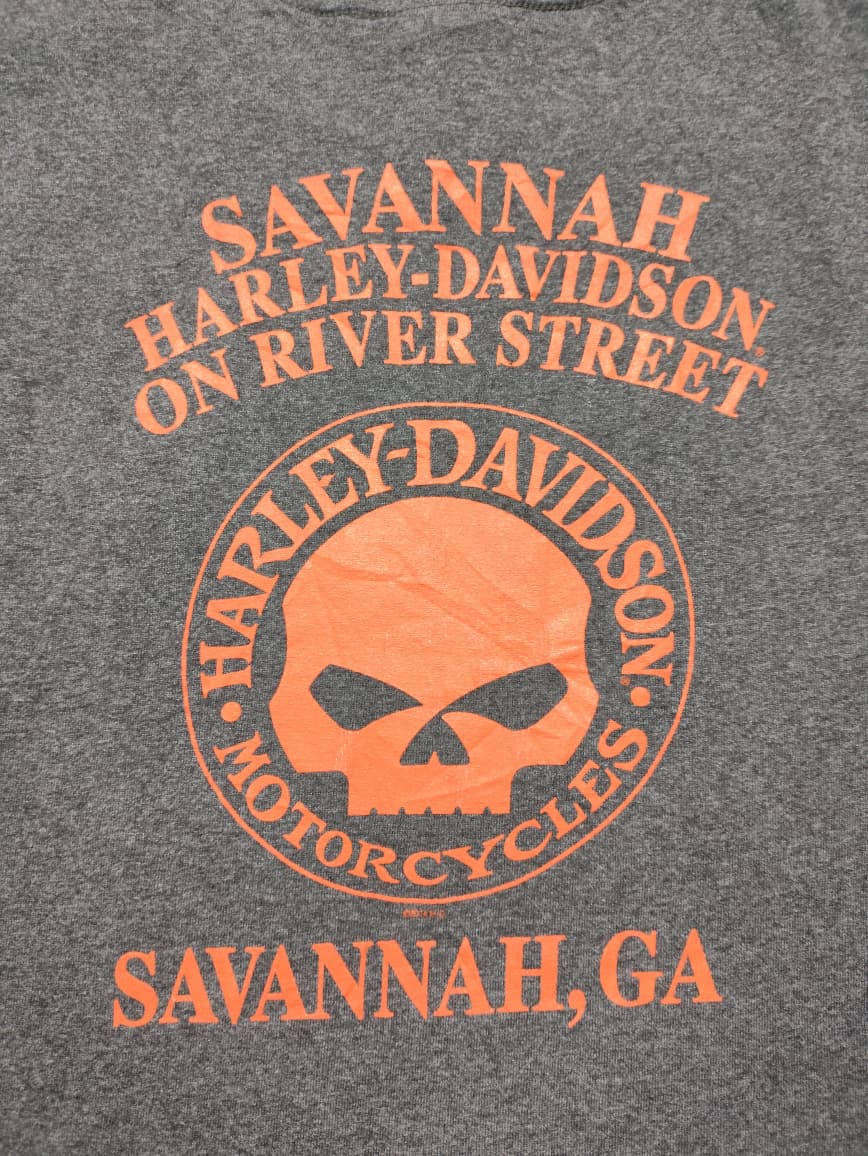 SAVANNAH
HARLEY-DAVIDSON®
ON RIVER STREET
• HARLEY-DAVIDSON® •
MOTORCYCLES
SAVANNAH, GA